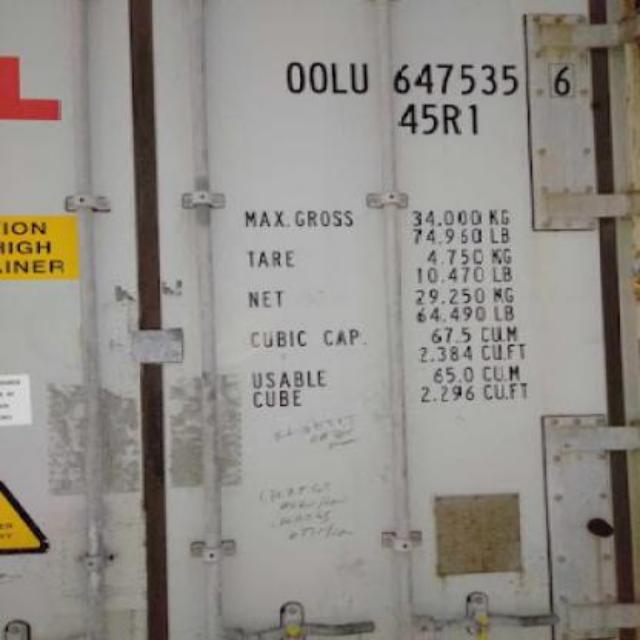 OOLU 647535 6
45R1
TION
HIGH
AINER
MAX. GROSS 34.000 KG
74.960 LB
TARE 4.750 KG
10.470 LB
NET 29.250 KG
64.490 LB
CUBIC CAP. 67.5 CU.M
2.384 CU.FT
USABLE CUBE 65.0 CU.M
2.296 CU.FT